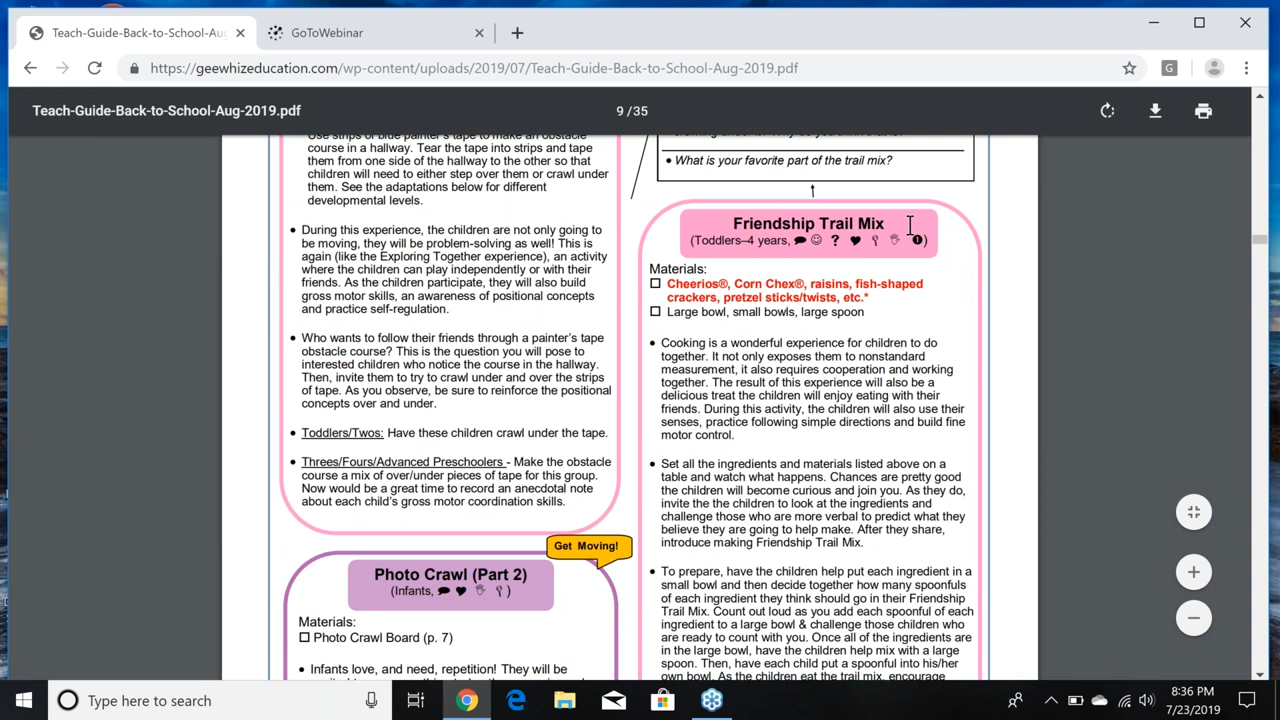 Teach-Guide-Back-to-School-Au
GoToWebinar
https://geewhizeducation.com/wp-content/uploads/2019/07/Teach-Guide-Back-to-School-Aug-2019.pdf
G
Teach-Guide-Back-to-School-Aug-2019.pdf
9 / 35
Use strips of blue painter's tape to make an obstacle
course in a hallway. Tear the tape into strips and tape
them from one side of the hallway to the other so that
children will need to either step over them or crawl under
them. See the adaptations below for different
developmental levels.
• During this experience, the children are not only going to
be moving, they will be problem-solving as well! This is
again (like the Exploring Together experience), an activity
where the children can play independently or with their
friends. As the children participate, they will also build
gross motor skills, an awareness of positional concepts
and practice self-regulation.
• Who wants to follow their friends through a painter's tape
obstacle course? This is the question you will pose to
interested children who notice the course in the hallway.
Then, invite them to try to crawl under and over the strips
of tape. As you observe, be sure to reinforce the positional
concepts over and under.
• Toddlers/Twos: Have these children crawl under the tape.
• Threes/Fours/Advanced Preschoolers - Make the obstacle
course a mix of over/under pieces of tape for this group.
Now would be a great time to record an anecdotal note
about each child's gross motor coordination skills.
Get Moving!
Photo Crawl (Part 2)
(Infants, )
Materials:
Photo Crawl Board (p. 7)
• Infants love, and need, repetition! They will be
• What is your favorite part of the trail mix?
Friendship Trail Mix
(Toddlers–4 years, ? )
Materials:
Cheerios®, Corn Chex®, raisins, fish-shaped
crackers, pretzel sticks/twists, etc.*
Large bowl, small bowls, large spoon
• Cooking is a wonderful experience for children to do
together. It not only exposes them to nonstandard
measurement, it also requires cooperation and working
together. The result of this experience will also be a
delicious treat the children will enjoy eating with their
friends. During this activity, the children will also use their
senses, practice following simple directions and build fine
motor control.
• Set all the ingredients and materials listed above on a
table and watch what happens. Chances are pretty good
the children will become curious and join you. As they do,
invite the the children to look at the ingredients and
challenge those who are more verbal to predict what they
believe they are going to help make. After they share,
introduce making Friendship Trail Mix.
• To prepare, have the children help put each ingredient in a
small bowl and then decide together how many spoonfuls
of each ingredient they think should go in their Friendship
Trail Mix. Count out loud as you add each spoonful of each
ingredient to a large bowl & challenge those children who
are ready to count with you. Once all of the ingredients are
in the large bowl, have the children help mix with a large
spoon. Then, have each child put a spoonful into his/her
own bowl. As the children eat the trail mix, encourage
Type here to search
8:36 PM
7/23/2019